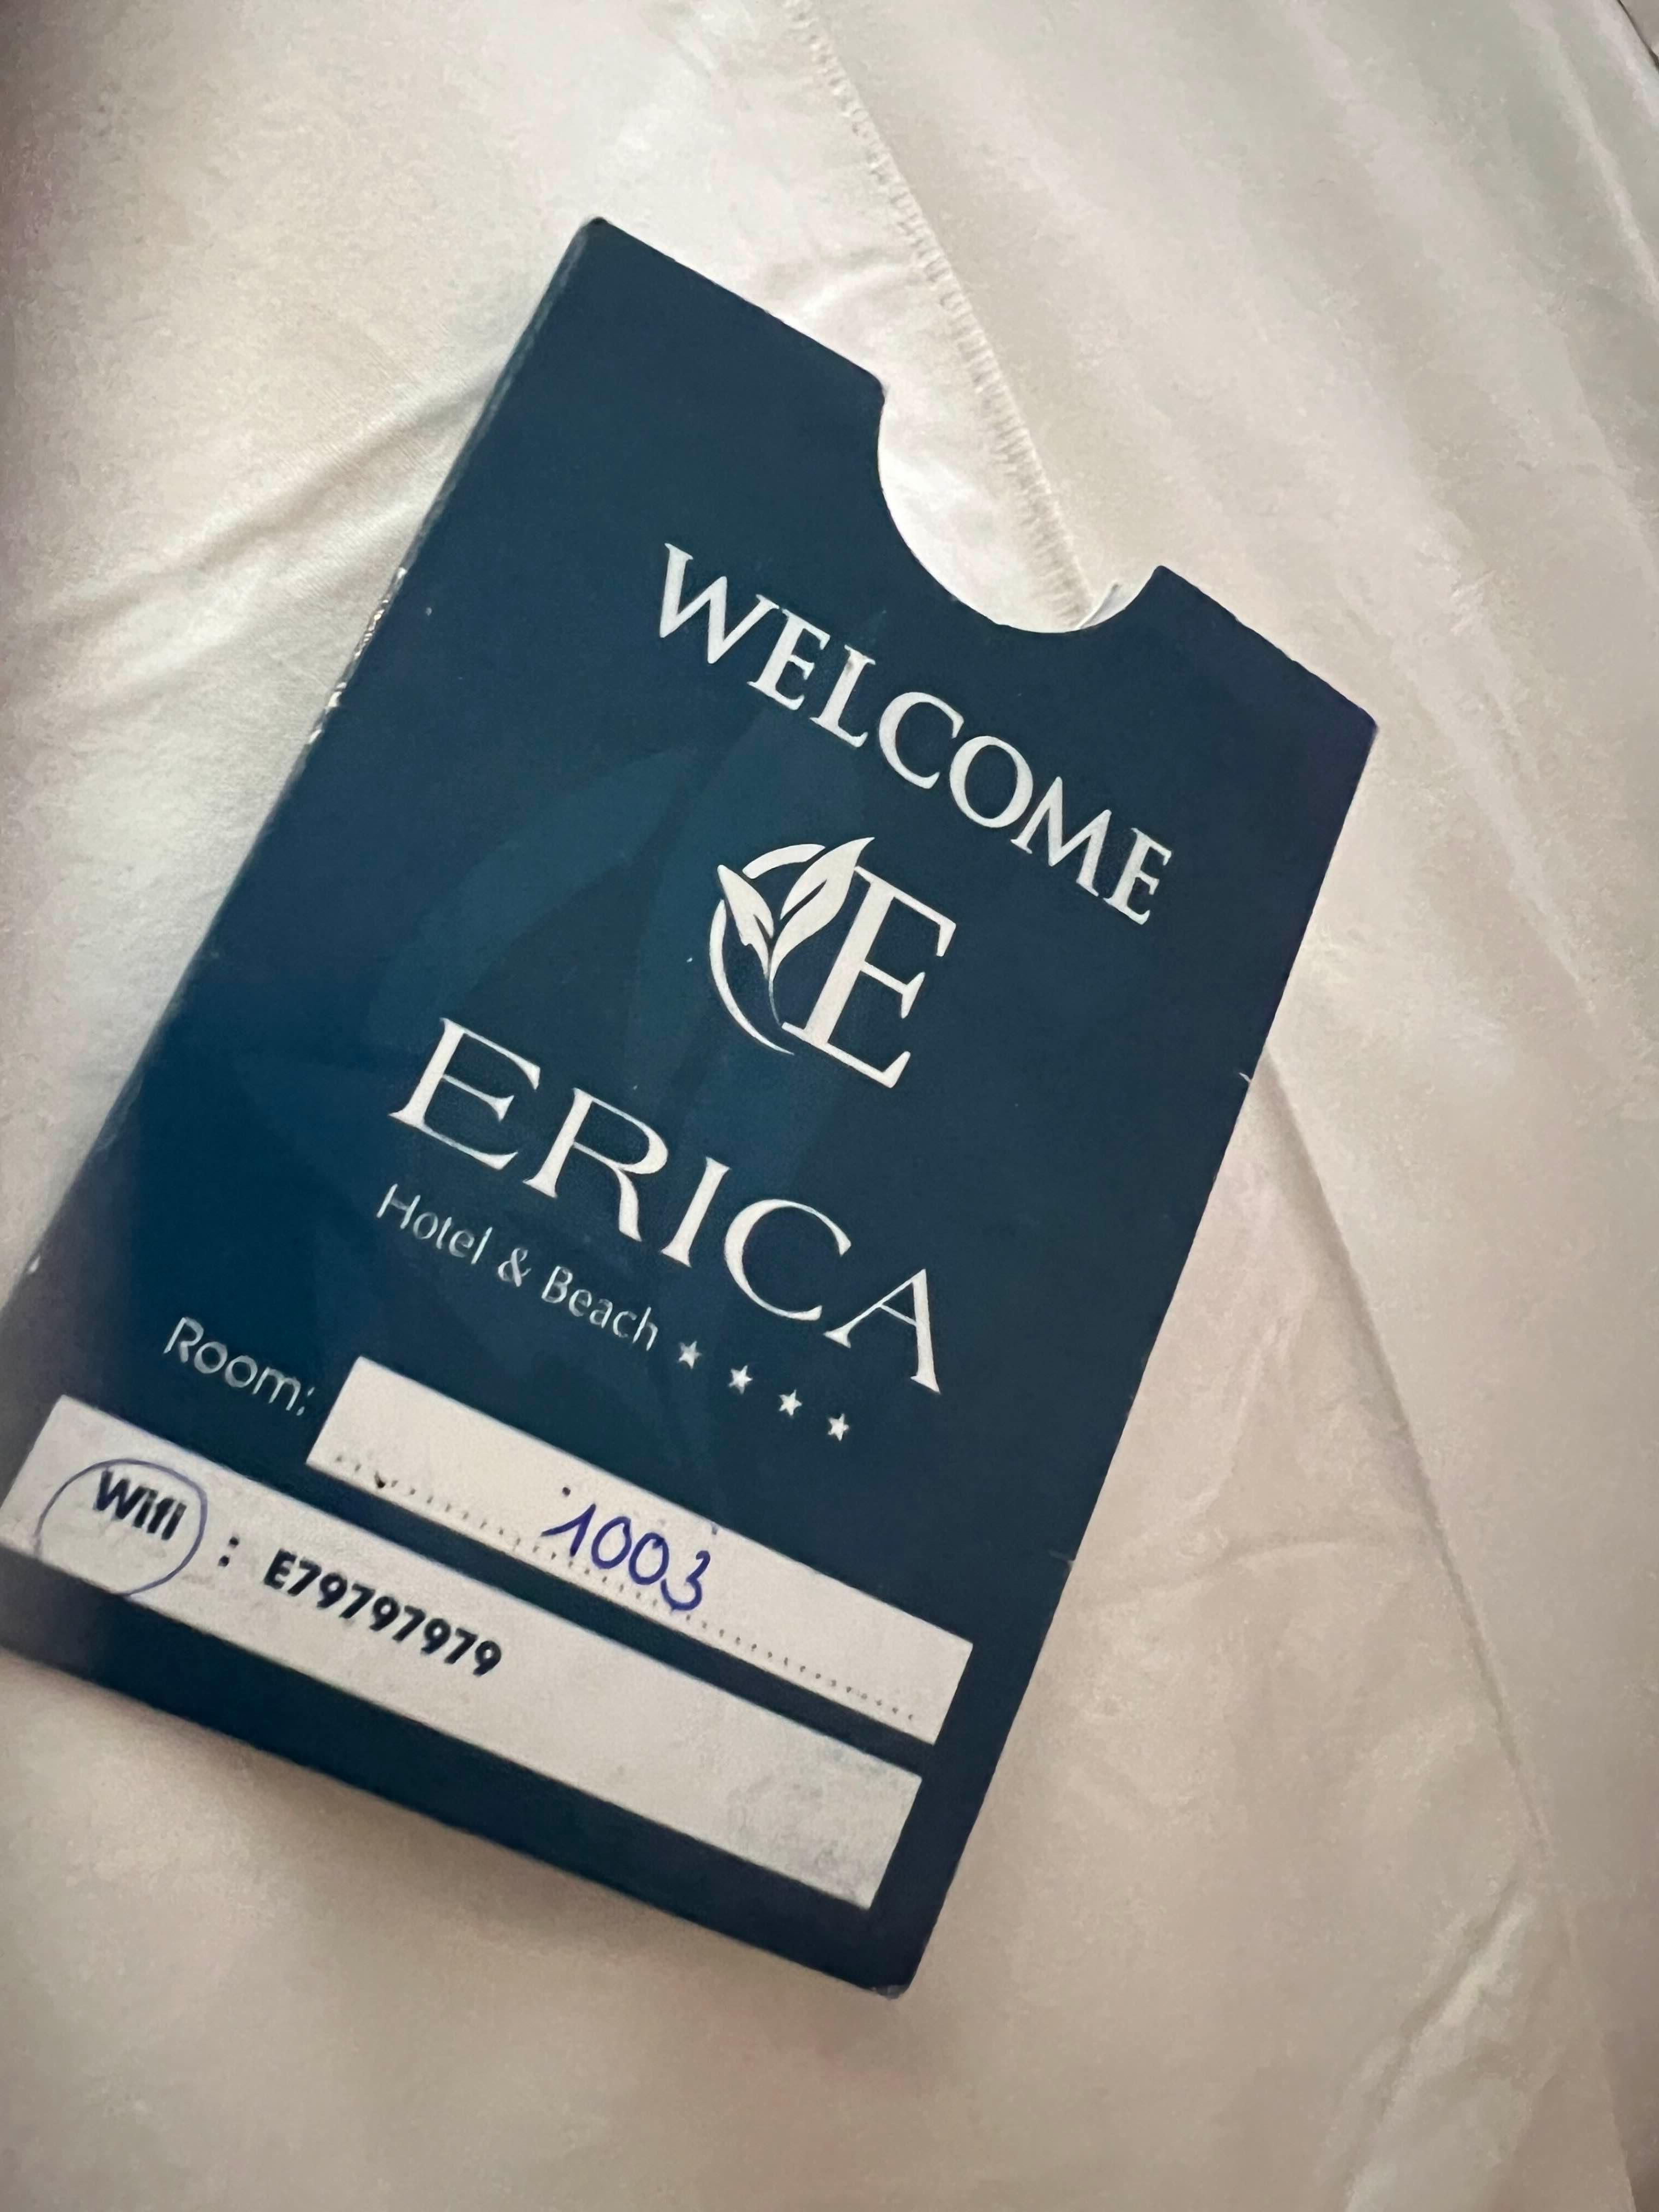 WELCOME
E
ERICA
Hotel & Beach ★ ★ ★ ★
Room: 1003
Wifi : E79797979